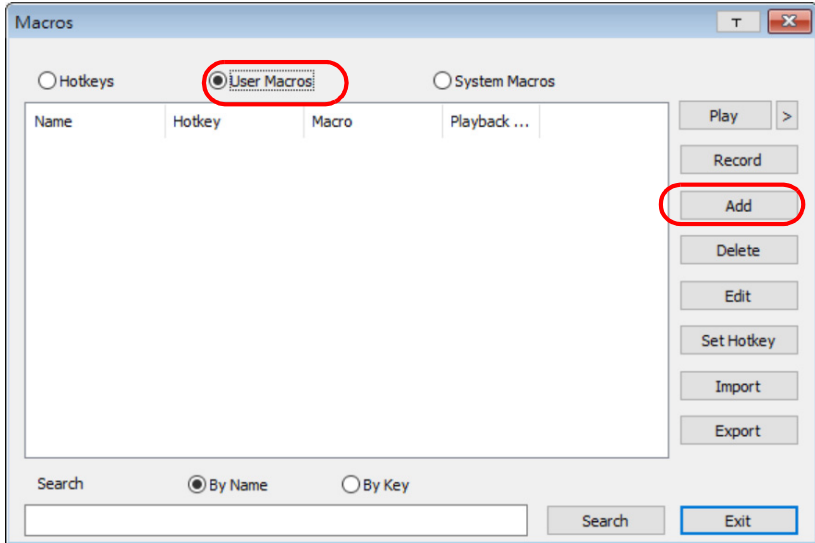 Macros T
Hotkeys User Macros System Macros
Name Hotkey Macro Playback ...
Play >
Record
Add
Delete
Edit
Set Hotkey
Import
Export
Search By Name By Key
Search Exit